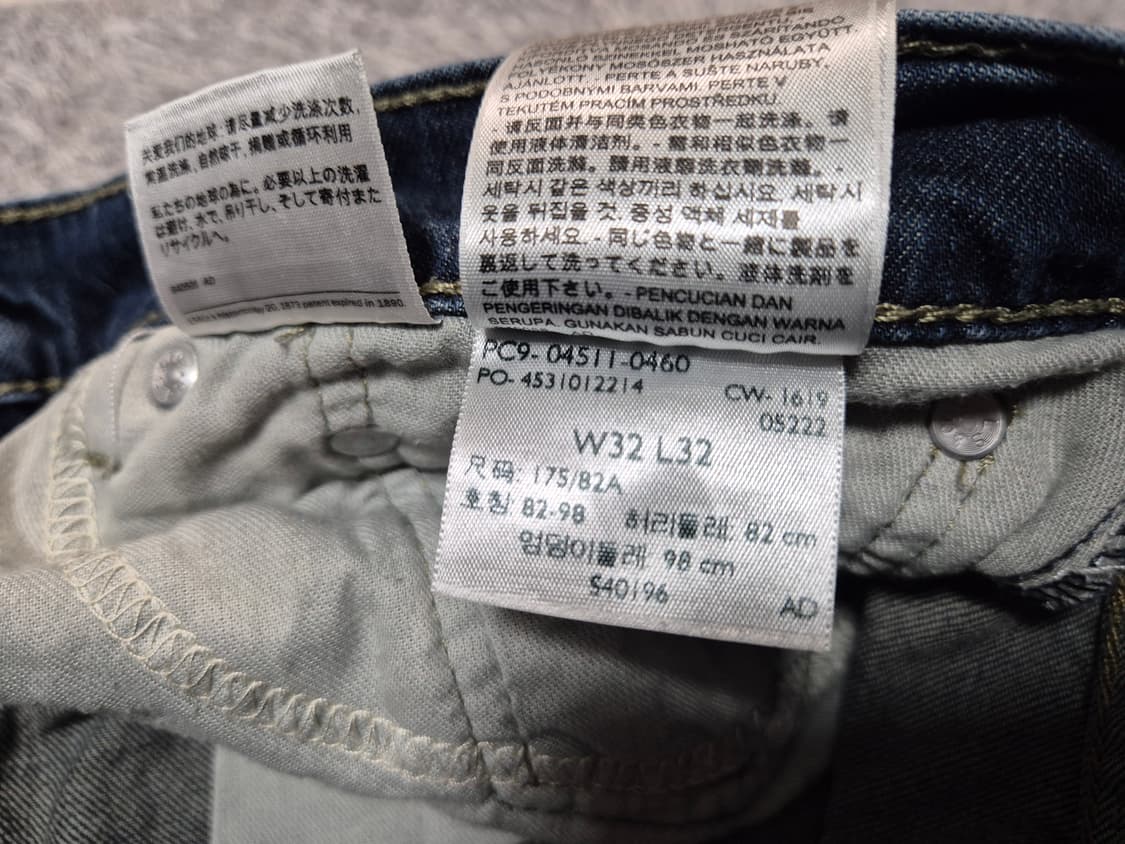 关爱我们的地球: 请尽量减少洗涤次数,
常温洗涤, 自然晾干, 捐赠或循环利用
私たちの地球の為に。必要以上の洗濯
は避け、水で、吊り干し、そして寄付また
はリサイクルへ。
AD
patent expired in 1890.
HASONLÓ SZÍNEKKEL MOSHATÓ EGYÜTT.
FOLYÉKONY MOSÓSZER HASZNÁLATA
AJÁNLOTT. - PERTE A SUŠTE NARUBY,
S PODOBNÝMI BARVAMI. PERTE V
TEKUTÉM PRACÍM PROSTŘEDKU.
- 请反面并与同类色衣物一起洗涤。请
使用液体清洁剂。- 需和相似色衣物一
同反面洗滌。請用液態洗衣精洗滌。-
세탁시 같은 색상끼리 하십시요. 세탁시
옷을 뒤집을 것. 중성 액체 세제를
사용하세요. - 同じ色物と一緒に製品を
裏返して洗ってください。液体洗剤を
ご使用下さい。- PENCUCIAN DAN
PENGERINGAN DIBALIK DENGAN WARNA
SERUPA. GUNAKAN SABUN CUCI CAIR.
PC9- 04511-0460
PO- 4531012214
CW- 1619
05222
W32 L32
尺码: 175/82A
호칭 82-98 허리둘레 82 cm
엉덩이둘레 98 cm
S40196
AD